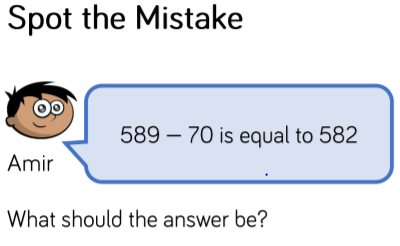 Spot the Mistake
589 – 70 is equal to 582
Amir
What should the answer be?